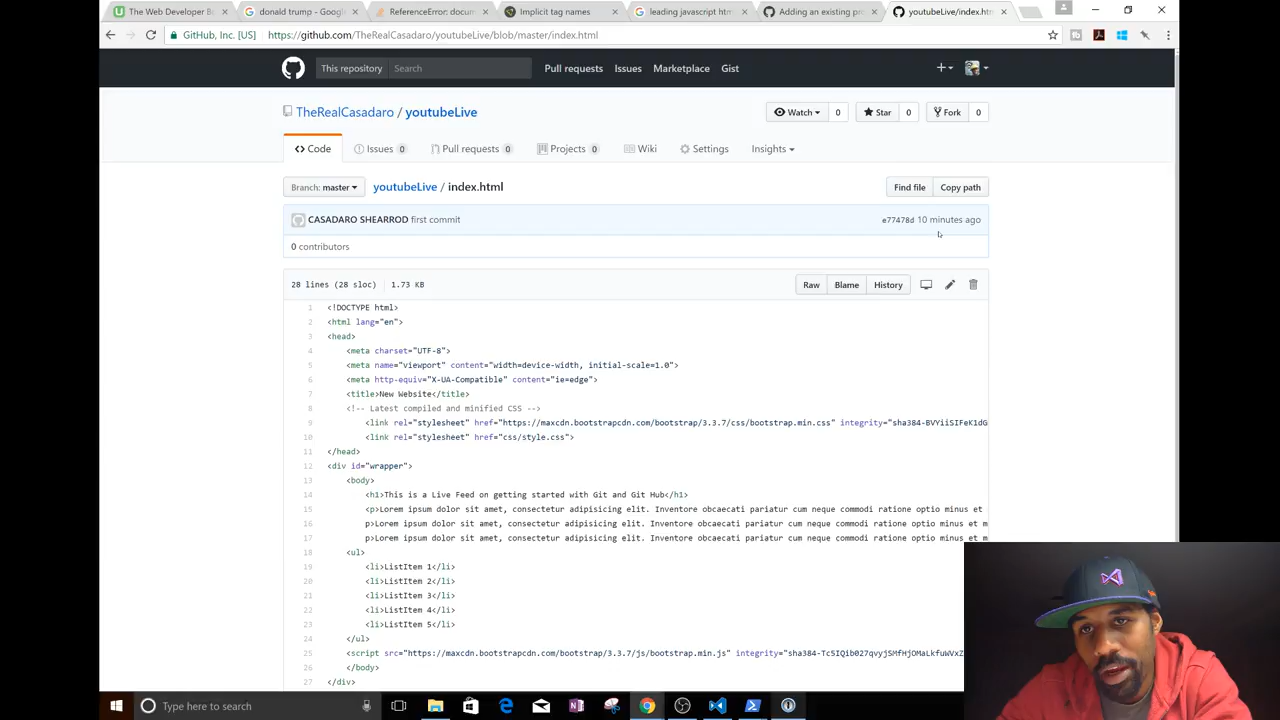 The Web Developer Bo
donald trump - Google
ReferenceError: docum
Implicit tag names
leading javascript htm
Adding an existing pr
youtubeLive/index.htm
GitHub, Inc. [US]
https://github.com/TheRealCasadaro/youtubeLive/blob/master/index.html
This repository
Search
Pull requests
Issues
Marketplace
Gist
TheRealCasadaro / youtubeLive
Watch 0
Star 0
Fork 0
Code
Issues 0
Pull requests 0
Projects 0
Wiki
Settings
Insights
Branch: master
youtubeLive / index.html
Find file
Copy path
CASADARO SHEARROD first commit
e77478d 10 minutes ago
0 contributors
28 lines (28 sloc) 1.73 KB
Raw
Blame
History
1 <!DOCTYPE html>
2 <html lang="en">
3 <head>
4 <meta charset="UTF-8">
5 <meta name="viewport" content="width=device-width, initial-scale=1.0">
6 <meta http-equiv="X-UA-Compatible" content="ie=edge">
7 <title>New Website</title>
8 <!-- Latest compiled and minified CSS -->
9 <link rel="stylesheet" href="https://maxcdn.bootstrapcdn.com/bootstrap/3.3.7/css/bootstrap.min.css" integrity="sha384-BVYiiSIFeK1dG
10 <link rel="stylesheet" href="css/style.css">
11 </head>
12 <div id="wrapper">
13 <body>
14 <h1>This is a Live Feed on getting started with Git and Git Hub</h1>
15 <p>Lorem ipsum dolor sit amet, consectetur adipisicing elit. Inventore obcaecati pariatur cum neque commodi ratione optio minus et
16 p>Lorem ipsum dolor sit amet, consectetur adipisicing elit. Inventore obcaecati pariatur cum neque commodi ratione optio minus et m
17 p>Lorem ipsum dolor sit amet, consectetur adipisicing elit. Inventore obcaecati pariatur cum neque commodi ratione optio minus et m
18 <ul>
19 <li>ListItem 1</li>
20 <li>ListItem 2</li>
21 <li>ListItem 3</li>
22 <li>ListItem 4</li>
23 <li>ListItem 5</li>
24 </ul>
25 <script src="https://maxcdn.bootstrapcdn.com/bootstrap/3.3.7/js/bootstrap.min.js" integrity="sha384-Tc5IQib027qvyjSMfHjOMaLkfuWVxZ
26 </body>
27 </div>
Type here to search